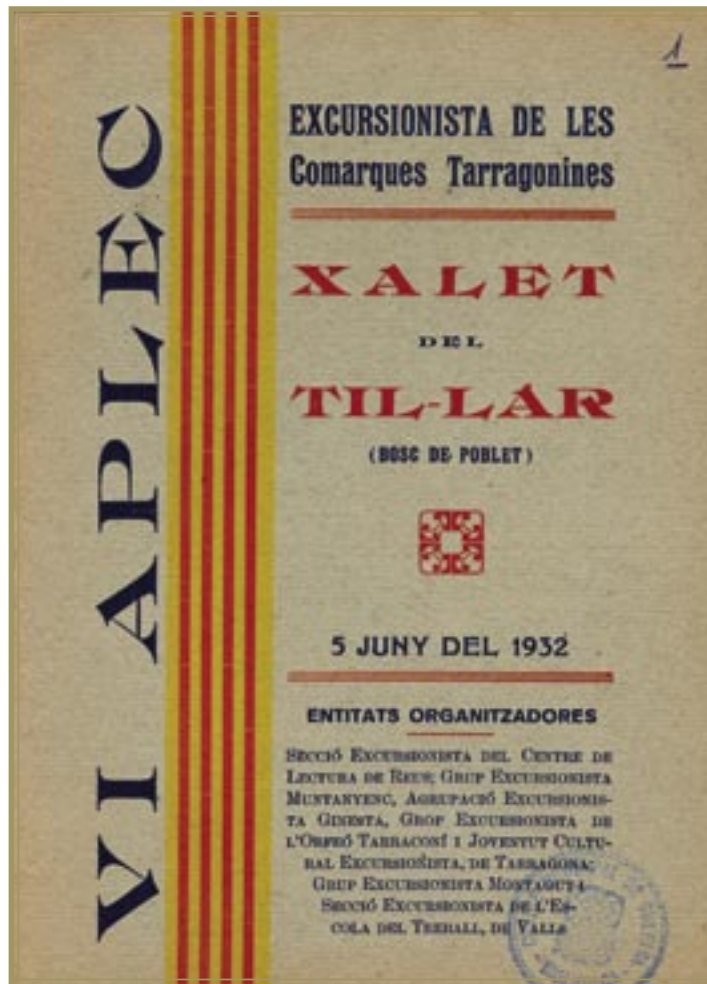 1
VI APLEC
EXCURSIONISTA DE LES
Comarques Tarragonines
XALET
DEL
TIL-LAR
(BOSC DE POBLET)
5 JUNY DEL 1932
ENTITATS ORGANITZADORES
SECCIÓ EXCURSIONISTA DEL CENTRE DE
LECTURA DE REUS; GRUP EXCURSIONISTA
MUNTANYENC, AGRUPACIÓ EXCURSIONIS-
TA GINESTA, GROP EXCURSIONISTA DE
L'ORFEÓ TARRACONÍ I JOVENTUT CULTU-
RAL EXCURSIONISTA, DE TARRAGONA;
GRUP EXCURSIONISTA MONTAGUT I
SECCIÓ EXCURSIONISTA DE L'ES-
COLA DEL TREBALL, DE VALLS